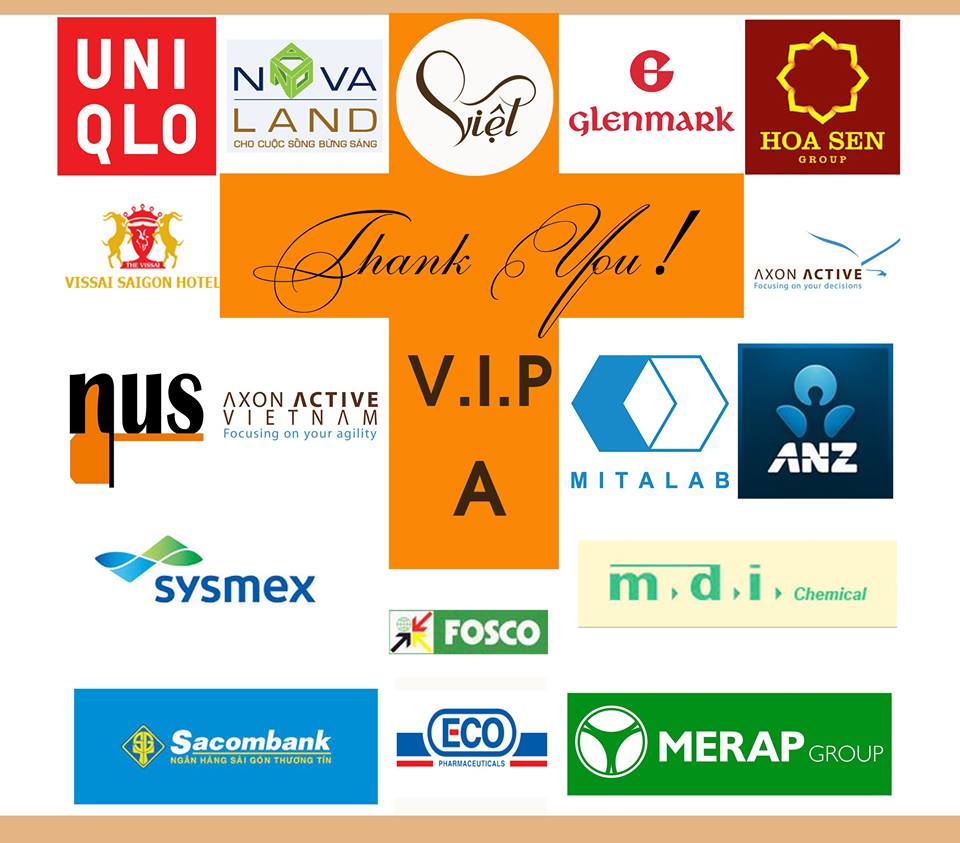 UNI
QLO
NOVA
LAND
CHO CUỘC SỐNG BỪNG SÁNG
Việt
Glenmark
HOA SEN
GROUP
THE VISSAI
VISSAI SAIGON HOTEL
Thank You!
AXON ACTIVE
Focusing on your decisions
nus
AXON ACTIVE
VIETNAM
Focusing on your agility
V.I.P
A
MITALAB
ANZ
sysmex
m.d.i. Chemical
FOSCO
SG
Sacombank
NGÂN HÀNG SÀI GÒN THƯƠNG TÍN
ECO
PHARMACEUTICALS
MERAP GROUP